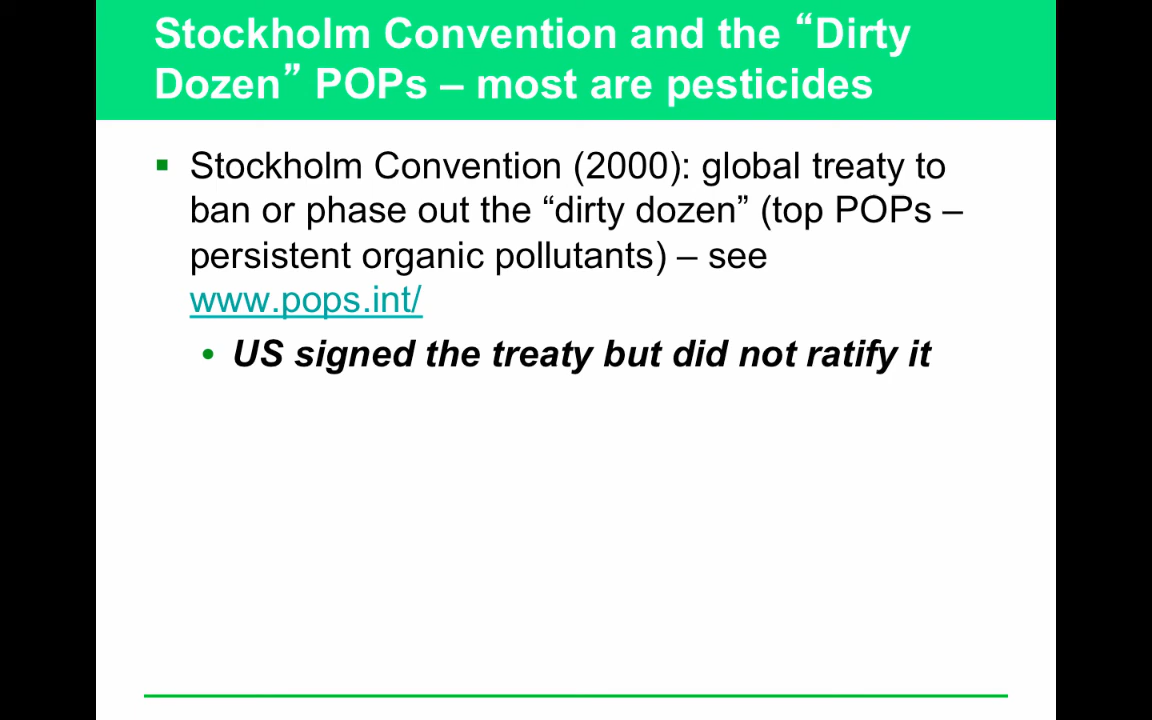 Stockholm Convention and the “Dirty
Dozen” POPs – most are pesticides
Stockholm Convention (2000): global treaty to
ban or phase out the “dirty dozen” (top POPs –
persistent organic pollutants) – see
www.pops.int/
US signed the treaty but did not ratify it